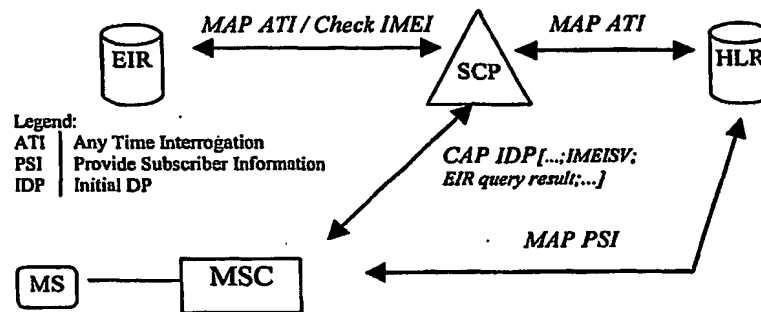 MAP ATI / Check IMEI
MAP ATI
EIR
SCP
HLR
Legend:
ATI | Any Time Interrogation
PSI | Provide Subscriber Information
IDP | Initial DP
CAP IDP[...;IMEISV;
EIR query result;...]
MAP PSI
MS
MSC